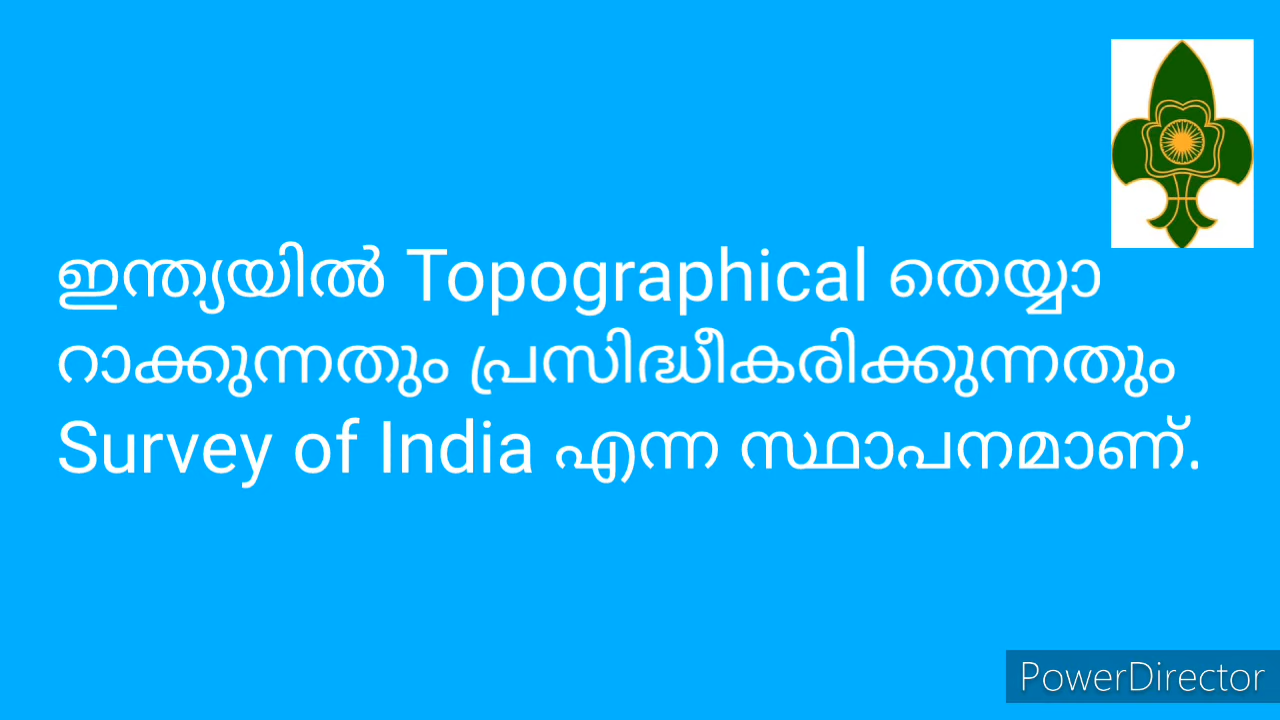 ഇന്ത്യയിൽ Topographical തെയ്യാ
റാക്കുന്നതും പ്രസിദ്ധീകരിക്കുന്നതും
Survey of India എന്ന സ്ഥാപനമാണ്.
PowerDirector